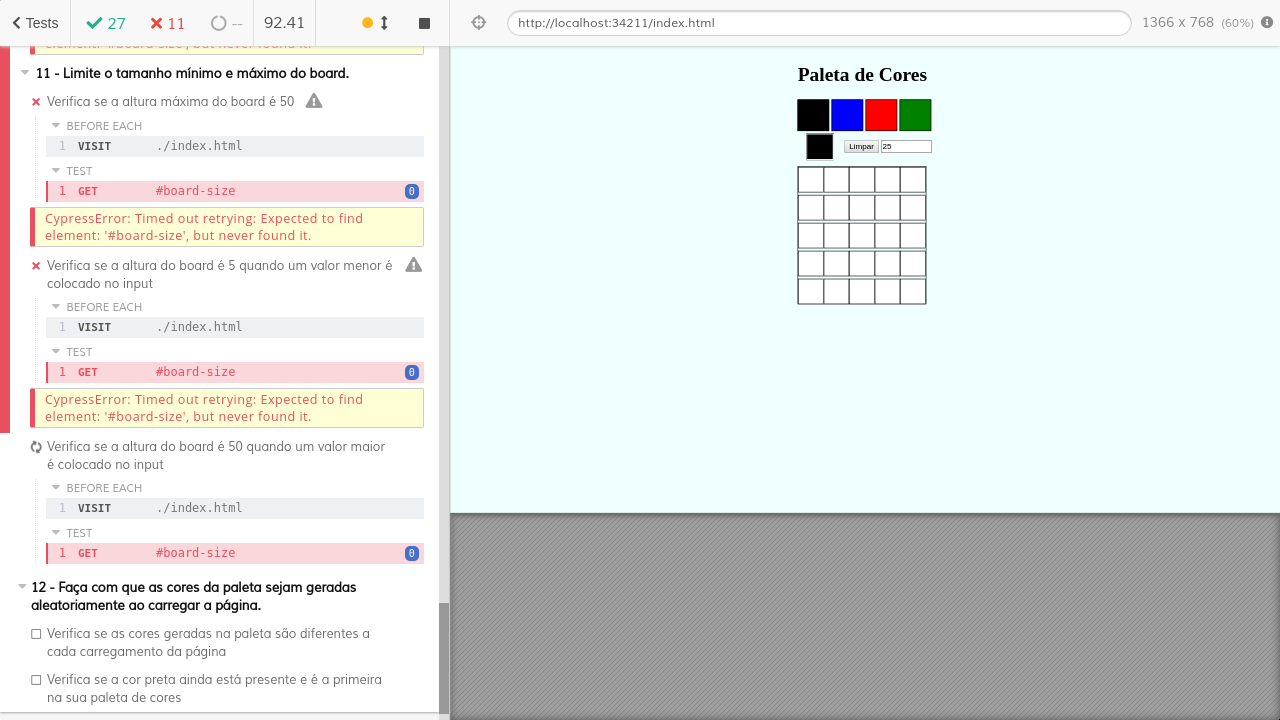 Tests
27
11
--
92.41
http://localhost:34211/index.html
1366 x 768 (60%)
element: '#board-size', but never found it.
11 - Limite o tamanho mínimo e máximo do board.
Verifica se a altura máxima do board é 50
BEFORE EACH
1 VISIT ./index.html
TEST
1 GET #board-size 0
CypressError: Timed out retrying: Expected to find
element: '#board-size', but never found it.
Verifica se a altura do board é 5 quando um valor menor é
colocado no input
BEFORE EACH
1 VISIT ./index.html
TEST
1 GET #board-size 0
CypressError: Timed out retrying: Expected to find
element: '#board-size', but never found it.
Verifica se a altura do board é 50 quando um valor maior
é colocado no input
BEFORE EACH
1 VISIT ./index.html
TEST
1 GET #board-size 0
12 - Faça com que as cores da paleta sejam geradas
aleatoriamente ao carregar a página.
Verifica se as cores geradas na paleta são diferentes a
cada carregamento da página
Verifica se a cor preta ainda está presente e é a primeira
na sua paleta de cores
Paleta de Cores
Limpar
25